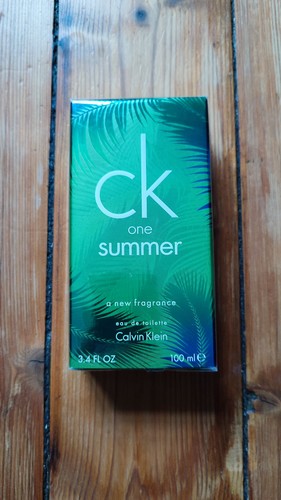 ck
one
summer
a new fragrance
eau de toilette
Calvin Klein
3.4 FL OZ 100 ml ℮